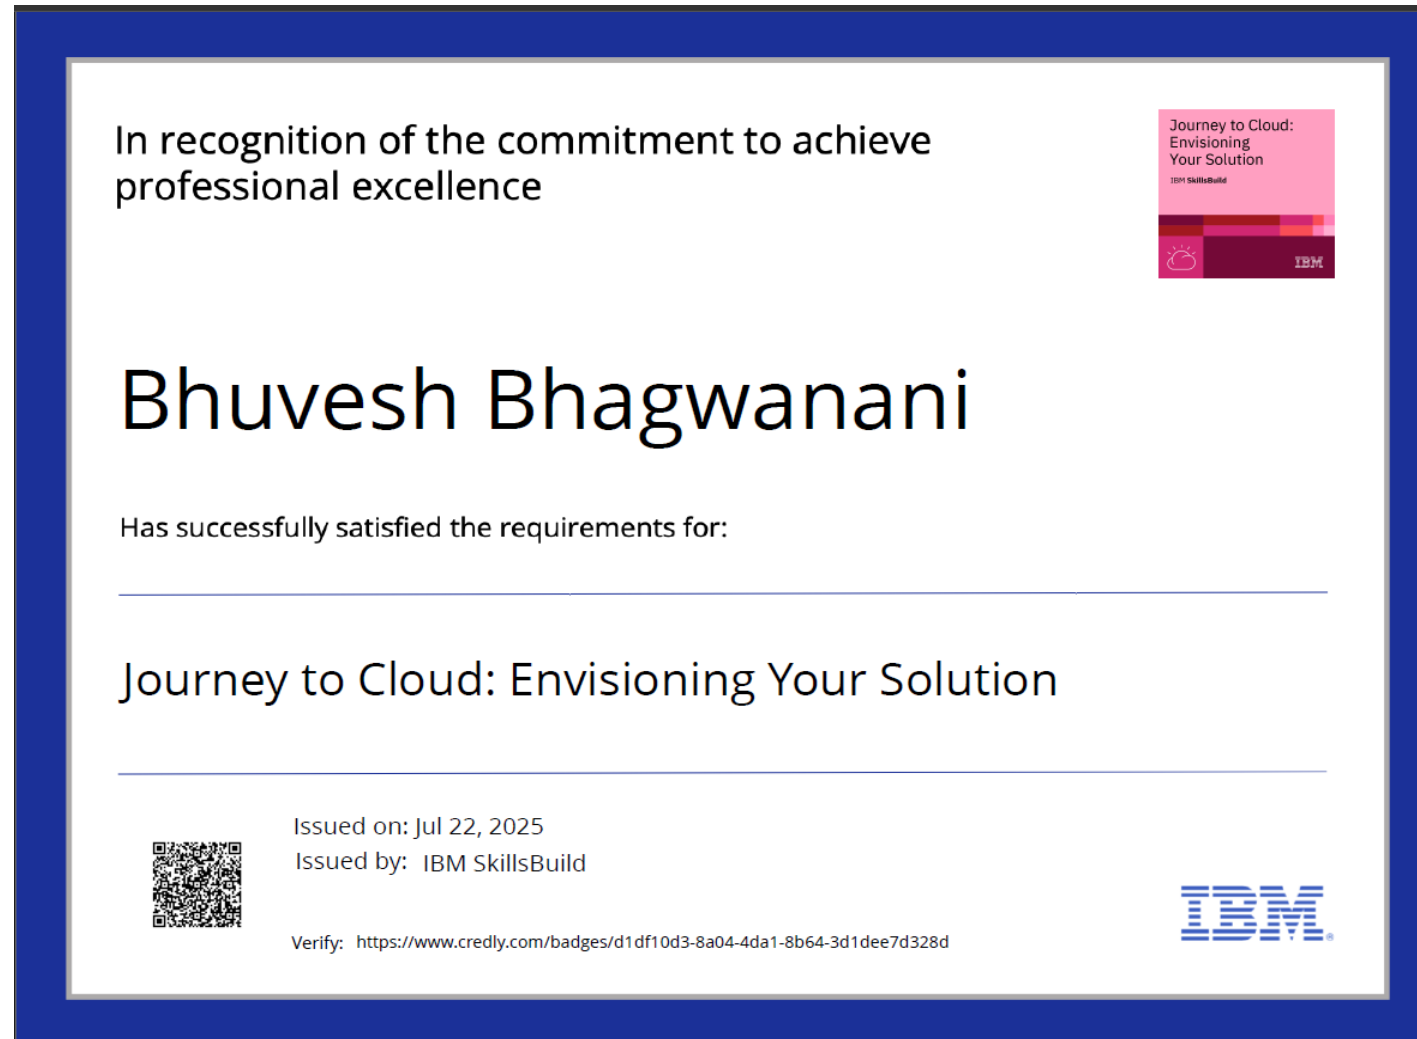 In recognition of the commitment to achieve
professional excellence
Journey to Cloud:
Envisioning
Your Solution
IBM SkillsBuild
IBM
Bhuvesh Bhagwanani
Has successfully satisfied the requirements for:
Journey to Cloud: Envisioning Your Solution
Issued on: Jul 22, 2025
Issued by: IBM SkillsBuild
Verify: https://www.credly.com/badges/d1df10d3-8a04-4da1-8b64-3d1dee7d328d
IBM®